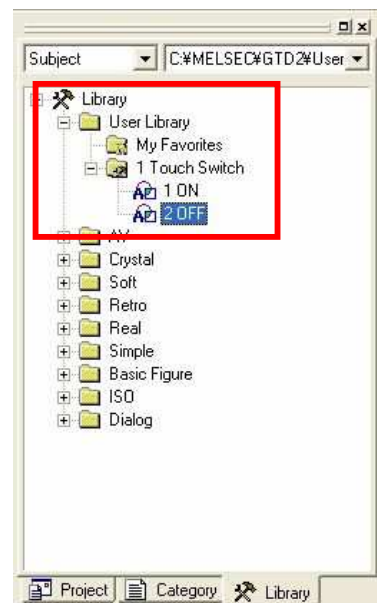 Subject C:¥MELSEC¥GTD2¥User
Library
User Library
My Favorites
1 Touch Switch
1 ON
2 OFF
AV
Crystal
Soft
Retro
Real
Simple
Basic Figure
ISO
Dialog
Project Category Library